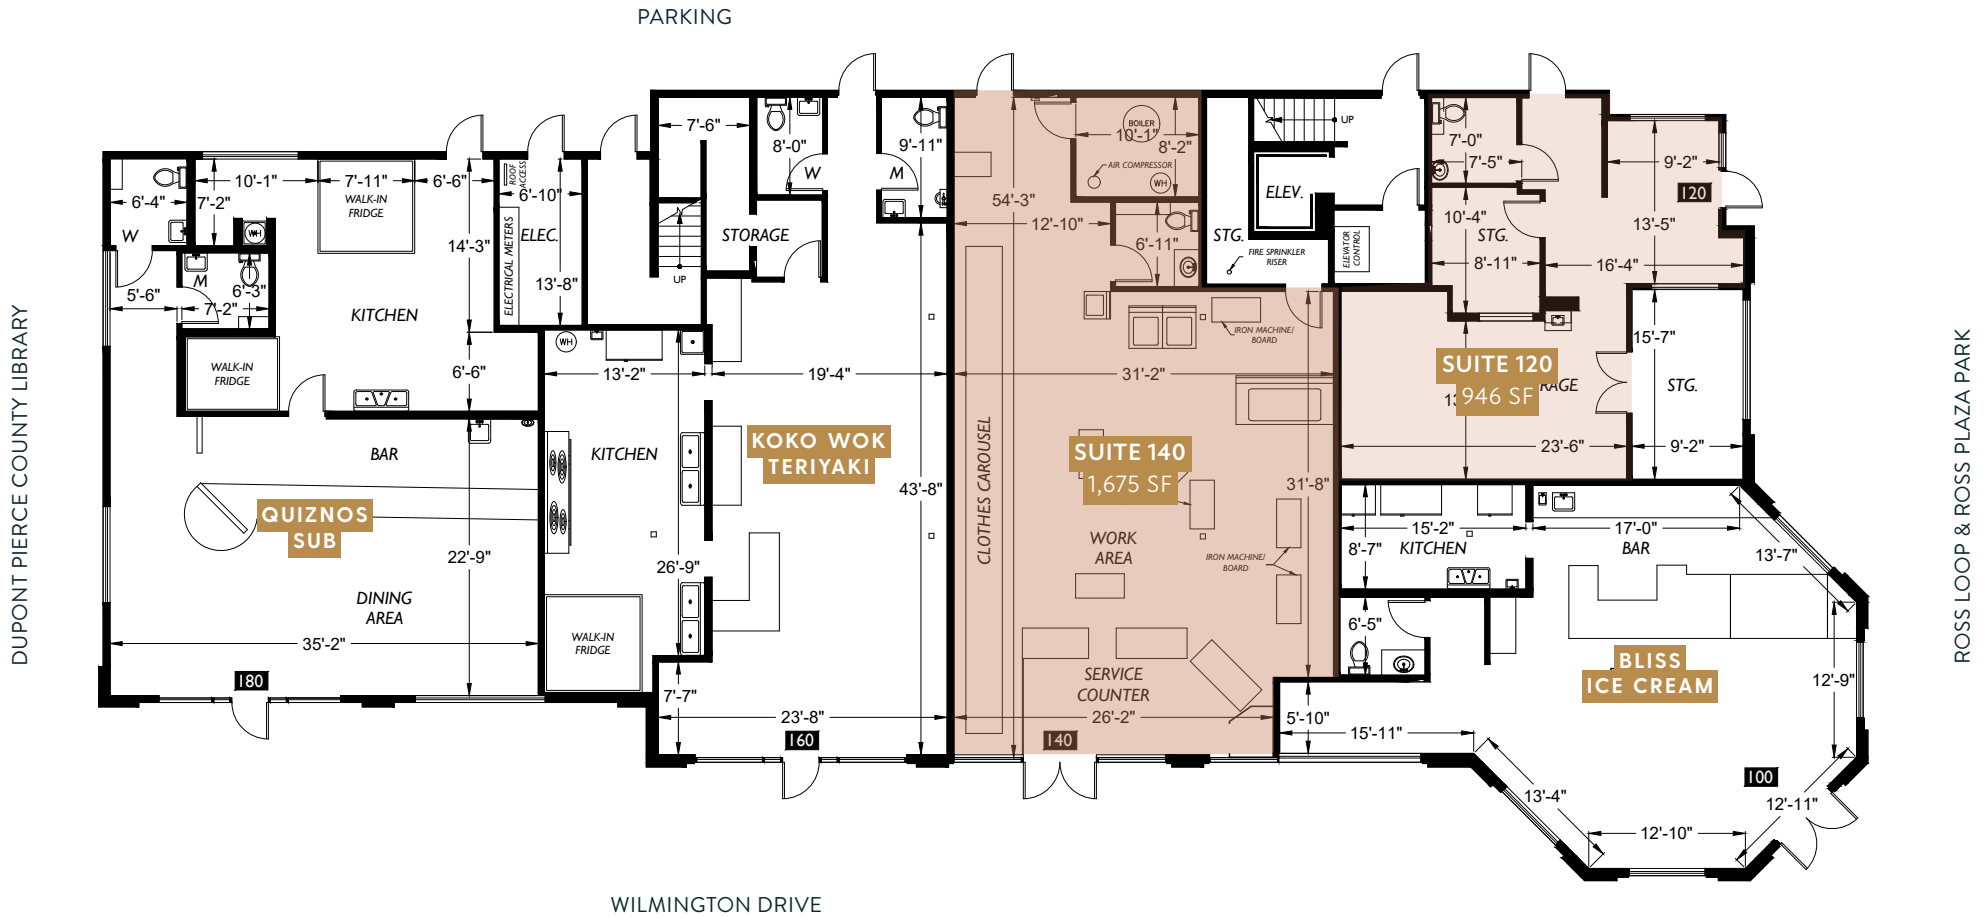 PARKING
DUPONT PIERCE COUNTY LIBRARY
ROSS LOOP & ROSS PLAZA PARK
WILMINGTON DRIVE
6'-4"
W
10'-1"
7'-2"
WH
7'-11"
WALK-IN
FRIDGE
6'-6"
14'-3"
ROOF
ACCESS
6'-10"
ELEC.
ELECTRICAL METERS
13'-8"
5'-6"
M
7'-2"
6'-3"
KITCHEN
WALK-IN
FRIDGE
6'-6"
BAR
QUIZNOS
SUB
22'-9"
DINING
AREA
35'-2"
180
7'-6"
8'-0"
W
9'-11"
M
STORAGE
UP
WH
13'-2"
19'-4"
KITCHEN
KOKO WOK
TERIYAKI
43'-8"
26'-9"
WALK-IN
FRIDGE
7'-7"
23'-8"
160
54'-3"
BOILER
10'-1"
8'-2"
AIR COMPRESSOR
WH
12'-10"
6'-11"
IRON MACHINE/
BOARD
31'-2"
CLOTHES CAROUSEL
SUITE 140
1,675 SF
31'-8"
WORK
AREA
IRON MACHINE/
BOARD
SERVICE
COUNTER
26'-2"
140
UP
ELEV.
STG.
FIRE SPRINKLER
RISER
ELEVATOR
CONTROL
7'-0"
7'-5"
9'-2"
120
10'-4"
STG.
13'-5"
8'-11"
16'-4"
15'-7"
SUITE 120
946 SF
STG.
23'-6"
9'-2"
15'-2"
8'-7"
KITCHEN
17'-0"
BAR
13'-7"
6'-5"
BLISS
ICE CREAM
12'-9"
5'-10"
15'-11"
100
13'-4"
12'-11"
12'-10"